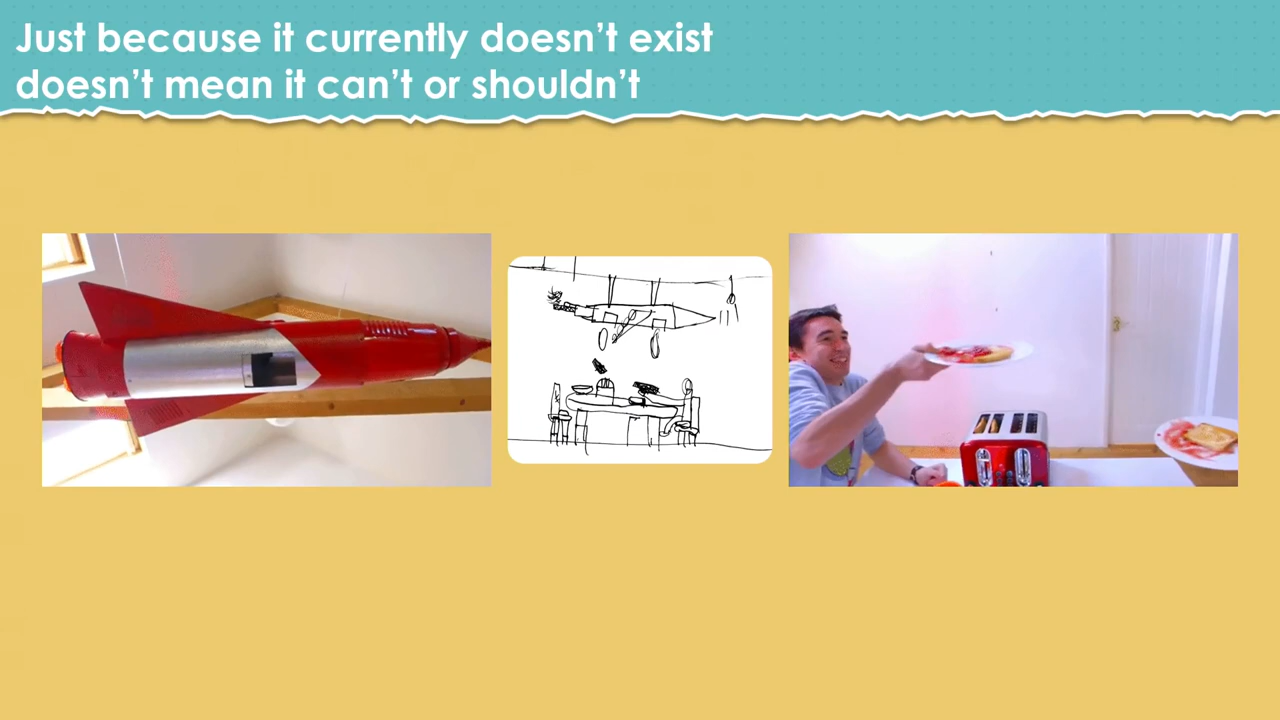 Just because it currently doesn’t exist
doesn’t mean it can’t or shouldn’t